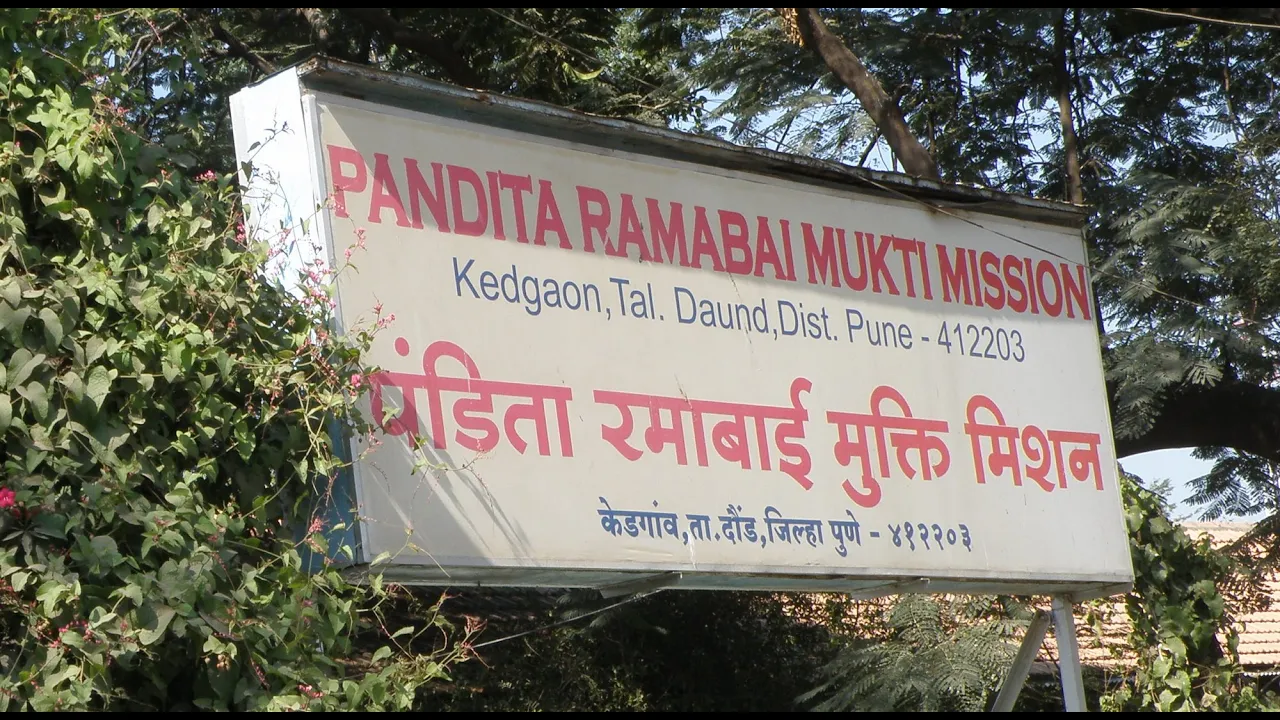 PANDITA RAMABAI MUKTI MISSION
Kedgaon,Tal. Daund,Dist. Pune - 412203
पंडिता रमाबाई मुक्ति मिशन
केडगांव,ता.दौंड,जिल्हा पुणे - ४१२२०३